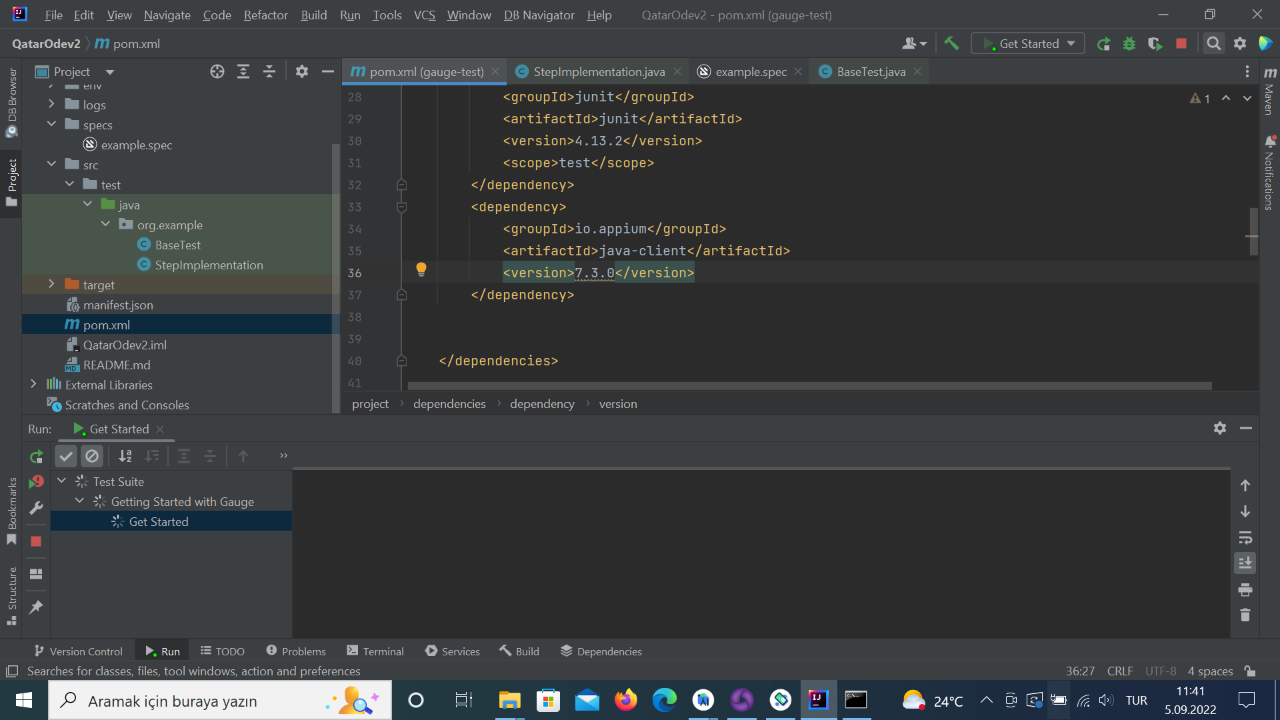 File Edit View Navigate Code Refactor Build Run Tools VCS Window DB Navigator Help QatarOdev2 - pom.xml (gauge-test)
QatarOdev2 pom.xml Get Started
Project pom.xml (gauge-test) StepImplementation.java example.spec BaseTest.java
DB Browser
Project
Bookmarks
Structure
Maven
Notifications
env
logs
specs
example.spec
src
test
java
org.example
BaseTest
StepImplementation
target
manifest.json
pom.xml
QatarOdev2.iml
README.md
External Libraries
Scratches and Consoles
28 <groupId>junit</groupId>
29 <artifactId>junit</artifactId>
30 <version>4.13.2</version>
31 <scope>test</scope>
32 </dependency>
33 <dependency>
34 <groupId>io.appium</groupId>
35 <artifactId>java-client</artifactId>
36 <version>7.3.0</version>
37 </dependency>
38
39
40 </dependencies>
41
1
project dependencies dependency version
Run: Get Started
Test Suite
Getting Started with Gauge
Get Started
Version Control Run TODO Problems Terminal Services Build Dependencies
Searches for classes, files, tool windows, action and preferences 36:27 CRLF UTF-8 4 spaces
Aramak için buraya yazın 24°C TUR 11:41
5.09.2022